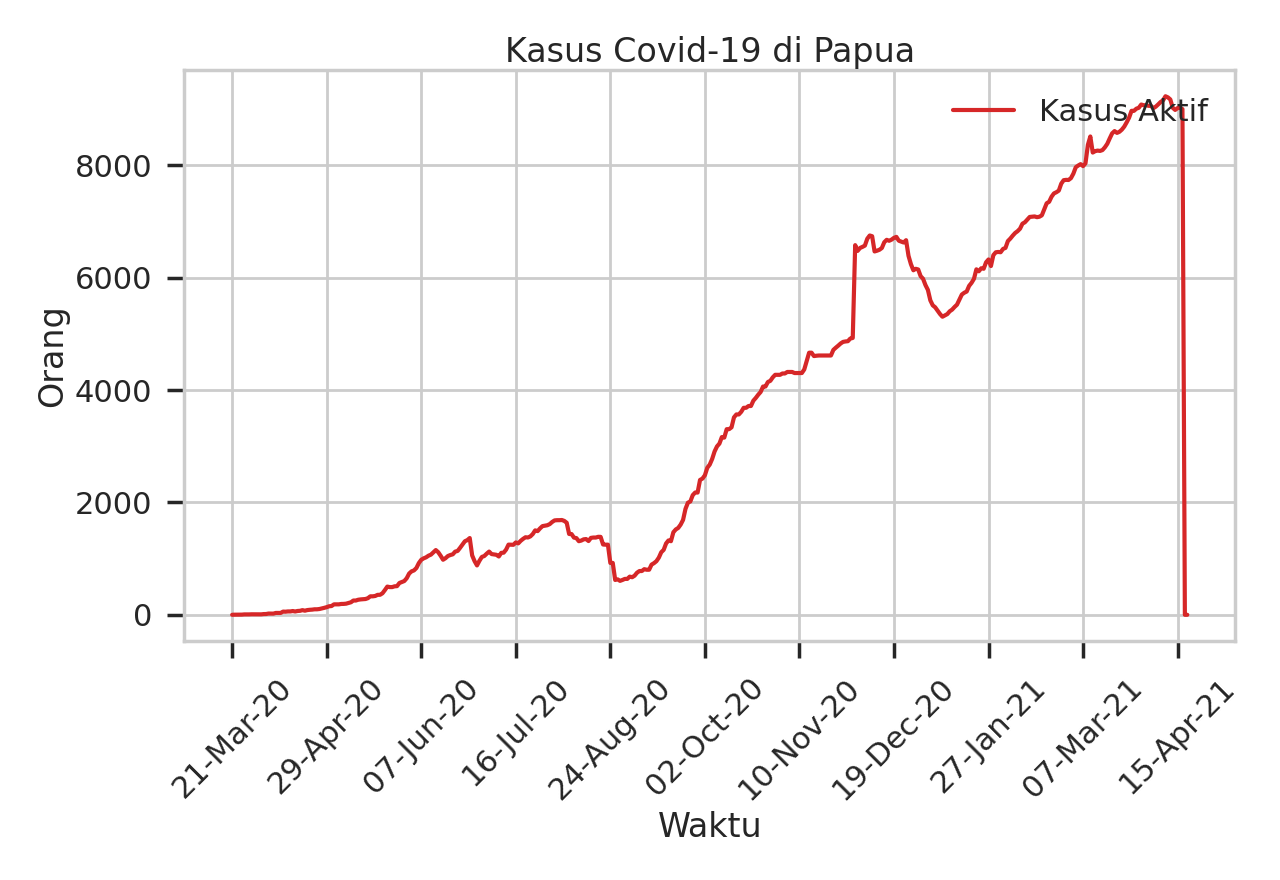 Kasus Covid-19 di Papua
Kasus Aktif
Orang
8000
6000
4000
2000
0
21-Mar-20
29-Apr-20
07-Jun-20
16-Jul-20
24-Aug-20
02-Oct-20
10-Nov-20
19-Dec-20
27-Jan-21
07-Mar-21
15-Apr-21
Waktu